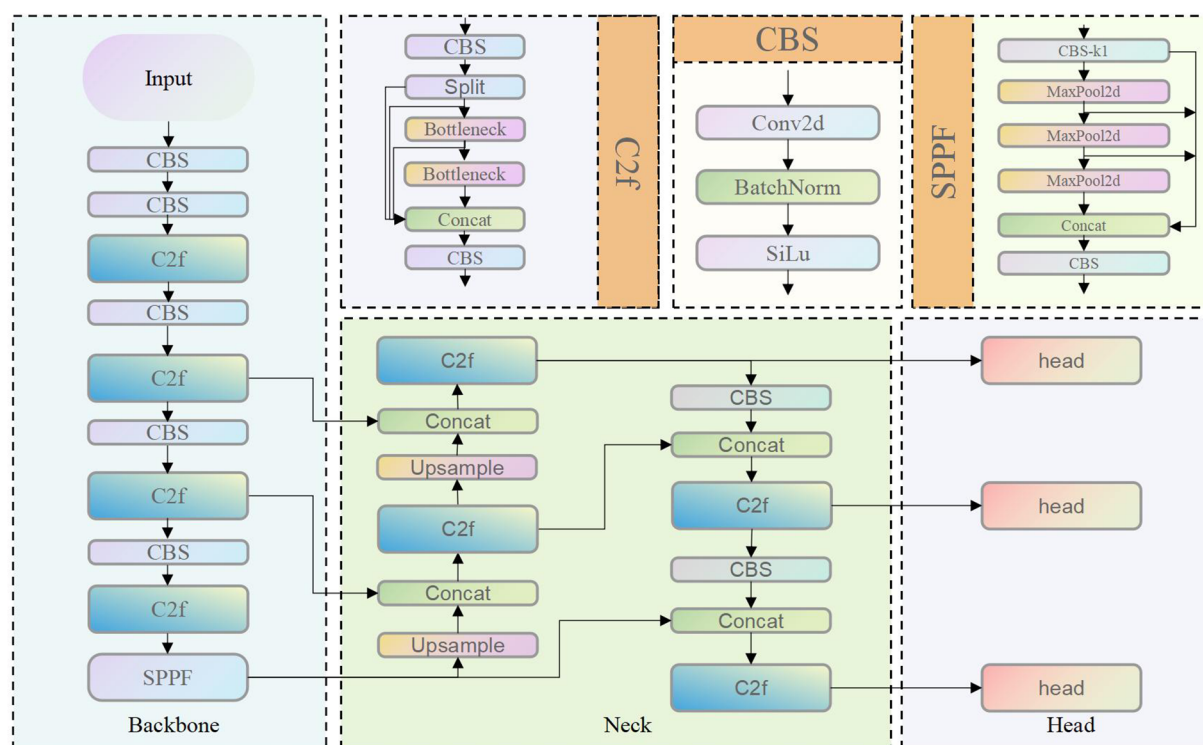 Input
CBS
CBS
C2f
CBS
C2f
CBS
C2f
CBS
C2f
SPPF
Backbone
CBS
Split
Bottleneck
Bottleneck
Concat
CBS
C2f
CBS
Conv2d
BatchNorm
SiLu
SPPF
CBS-k1
MaxPool2d
MaxPool2d
MaxPool2d
Concat
CBS
C2f
Concat
Upsample
C2f
Concat
Upsample
CBS
Concat
C2f
CBS
Concat
C2f
Neck
head
head
head
Head